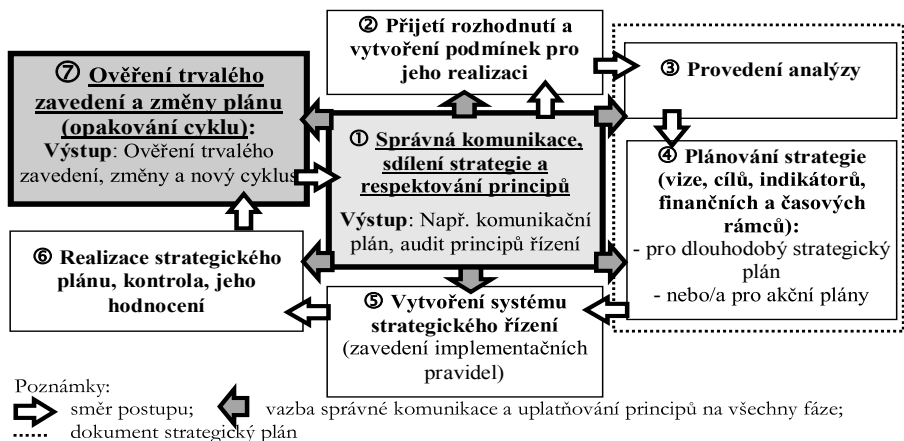 ② Přijetí rozhodnutí a
vytvoření podmínek pro
jeho realizaci
⑦ Ověření trvalého
zavedení a změny plánu
(opakování cyklu):
Výstup: Ověření trvalého
zavedení, změny a nový cyklus
③ Provedení analýzy
① Správná komunikace,
sdílení strategie a
respektování principů
Výstup: Např. komunikační
plán, audit principů řízení
④ Plánování strategie
(vize, cílů, indikátorů,
finančních a časových
rámců):
- pro dlouhodobý strategický
plán
- nebo/a pro akční plány
⑥ Realizace strategického
plánu, kontrola, jeho
hodnocení
⑤ Vytvoření systému
strategického řízení
(zavedení implementačních
pravidel)
Poznámky:
směr postupu; vazba správné komunikace a uplatňování principů na všechny fáze;
dokument strategický plán